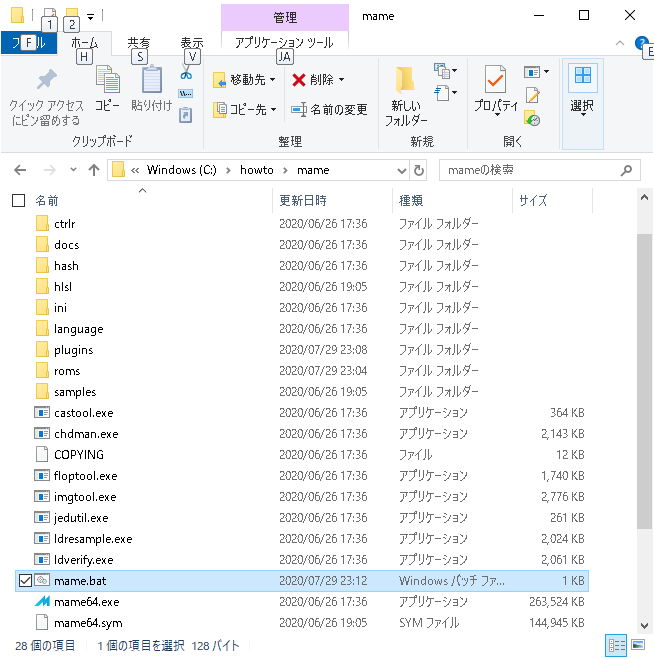 1 2 管理 mame
ファイル F ホーム 共有 表示 アプリケーション ツール
H S V JA E
クイック アクセス にピン留めする
コピー
貼り付け
クリップボード
移動先
コピー先
削除
名前の変更
整理
新しい フォルダー
新規
プロパティ
開く
選択
« Windows (C:) › howto › mame
mameの検索
名前 更新日時 種類 サイズ
ctrlr 2020/06/26 17:36 ファイル フォルダー
docs 2020/06/26 17:36 ファイル フォルダー
hash 2020/06/26 17:36 ファイル フォルダー
hlsl 2020/06/26 19:05 ファイル フォルダー
ini 2020/06/26 17:36 ファイル フォルダー
language 2020/06/26 17:36 ファイル フォルダー
plugins 2020/07/29 23:08 ファイル フォルダー
roms 2020/07/29 23:04 ファイル フォルダー
samples 2020/06/26 19:05 ファイル フォルダー
castool.exe 2020/06/26 17:36 アプリケーション 364 KB
chdman.exe 2020/06/26 17:36 アプリケーション 2,143 KB
COPYING 2020/06/26 17:36 ファイル 12 KB
floptool.exe 2020/06/26 17:36 アプリケーション 1,740 KB
imgtool.exe 2020/06/26 17:36 アプリケーション 2,776 KB
jedutil.exe 2020/06/26 17:36 アプリケーション 261 KB
ldresample.exe 2020/06/26 17:36 アプリケーション 2,024 KB
ldverify.exe 2020/06/26 17:36 アプリケーション 2,061 KB
mame.bat 2020/07/29 23:12 Windows バッチ ファ... 1 KB
mame64.exe 2020/06/26 17:36 アプリケーション 263,524 KB
mame64.sym 2020/06/26 19:05 SYM ファイル 144,945 KB
28 個の項目 1 個の項目を選択 128 バイト